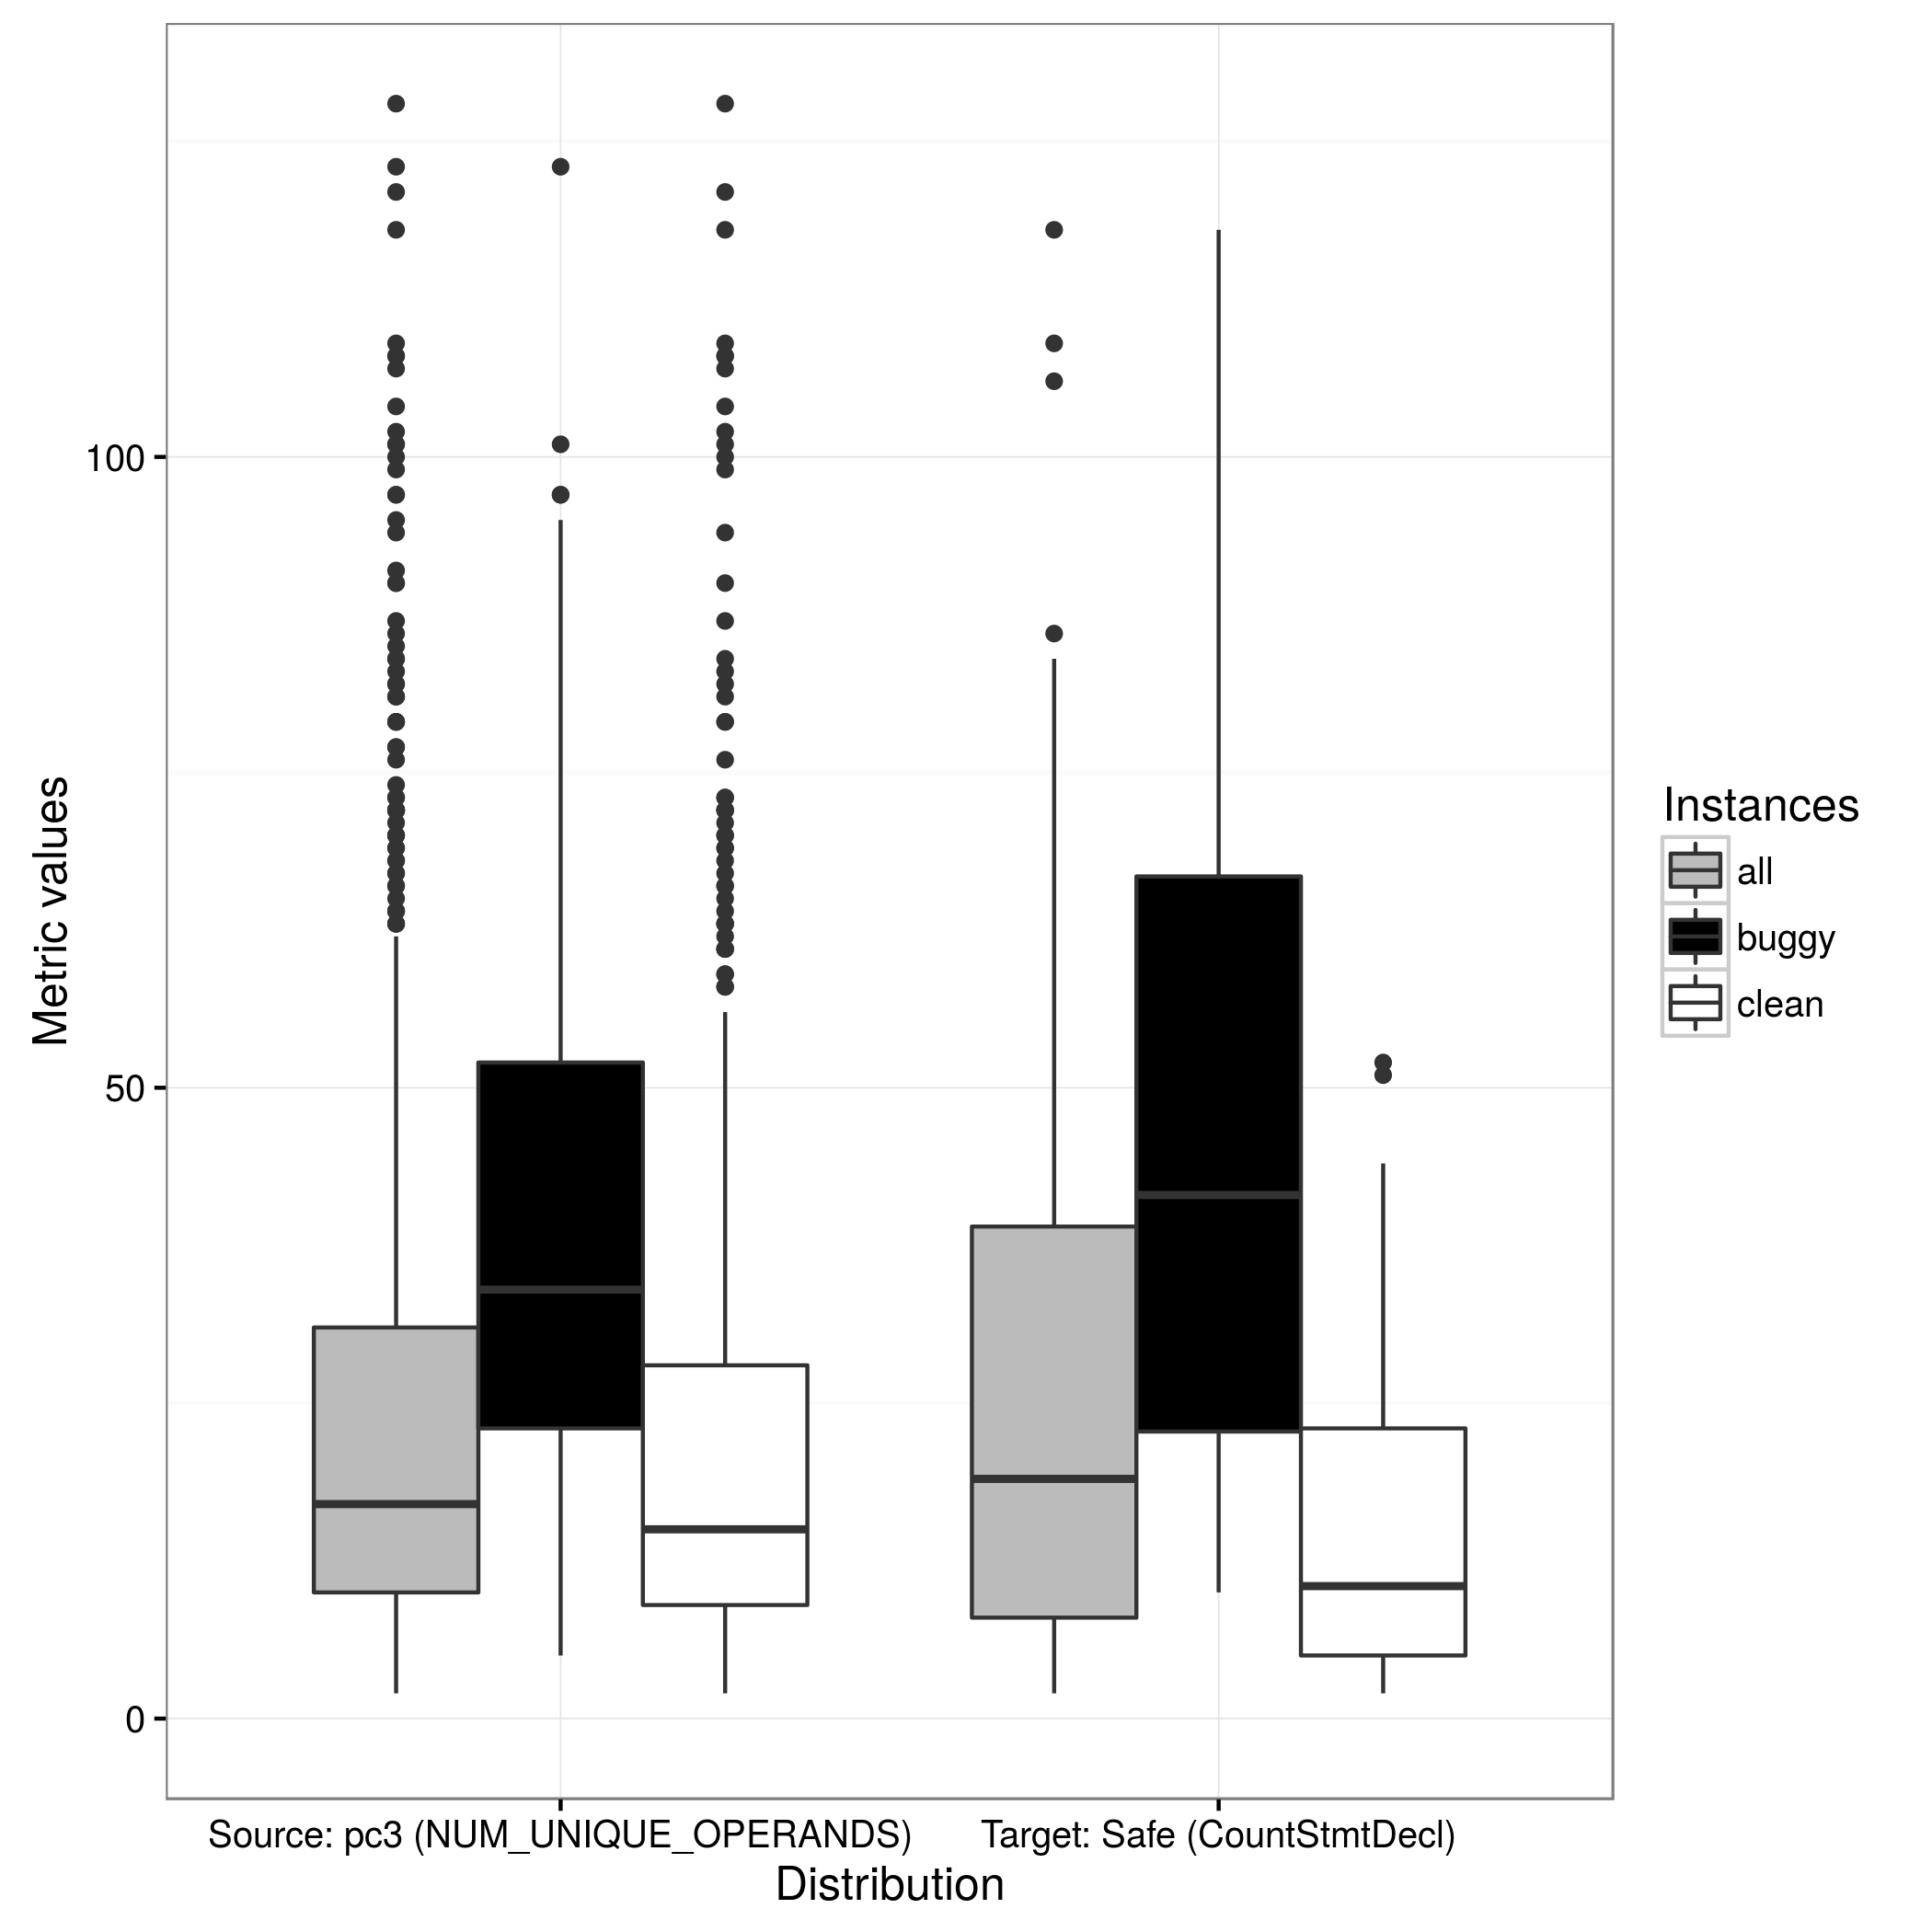 100
50
0
Metric values
Source: pc3 (NUM_UNIQUE_OPERANDS)
Target: Safe (CountStmtDecl)
Distribution
Instances
all
buggy
clean